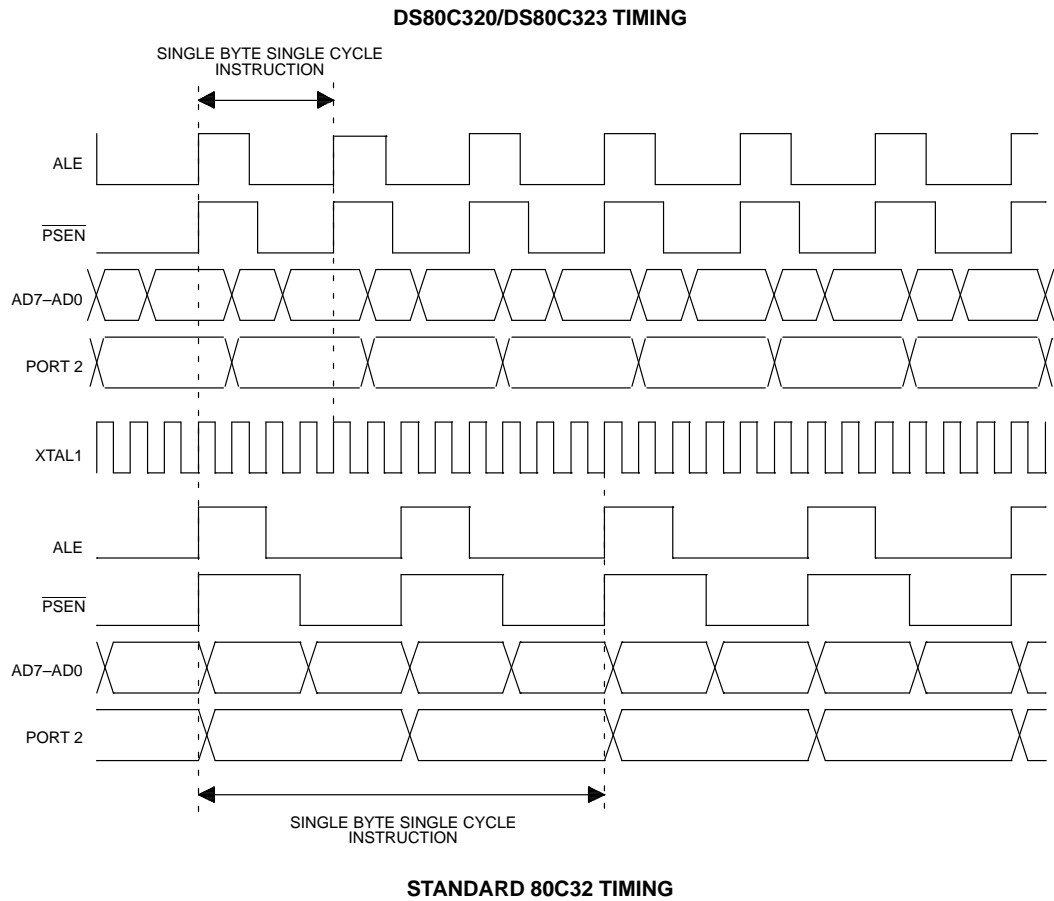 DS80C320/DS80C323 TIMING
SINGLE BYTE SINGLE CYCLE
INSTRUCTION
ALE
PSEN
AD7–AD0
PORT 2
XTAL1
ALE
PSEN
AD7–AD0
PORT 2
SINGLE BYTE SINGLE CYCLE
INSTRUCTION
STANDARD 80C32 TIMING